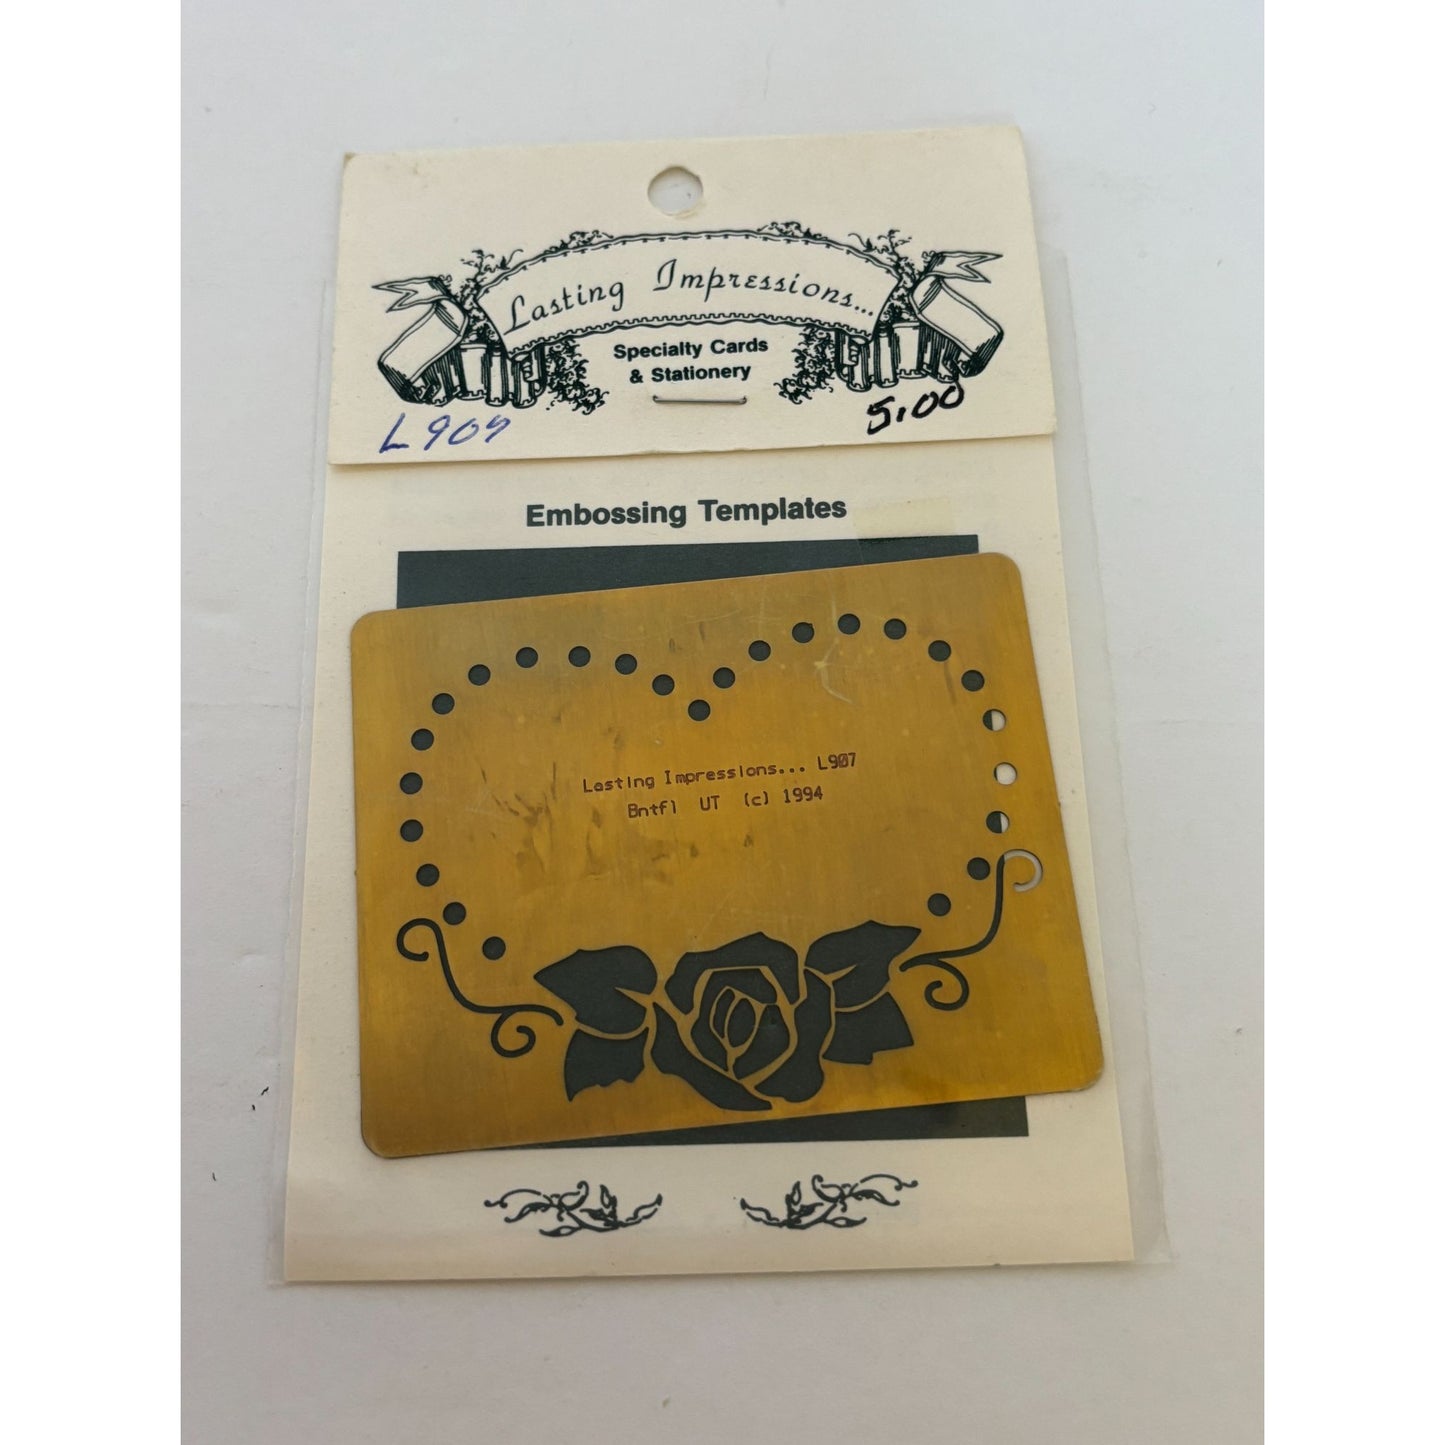 Lasting Impressions...
Specialty Cards
& Stationery
L907
5.00
Embossing Templates
Lasting Impressions... L907
Bntfl UT (c) 1994